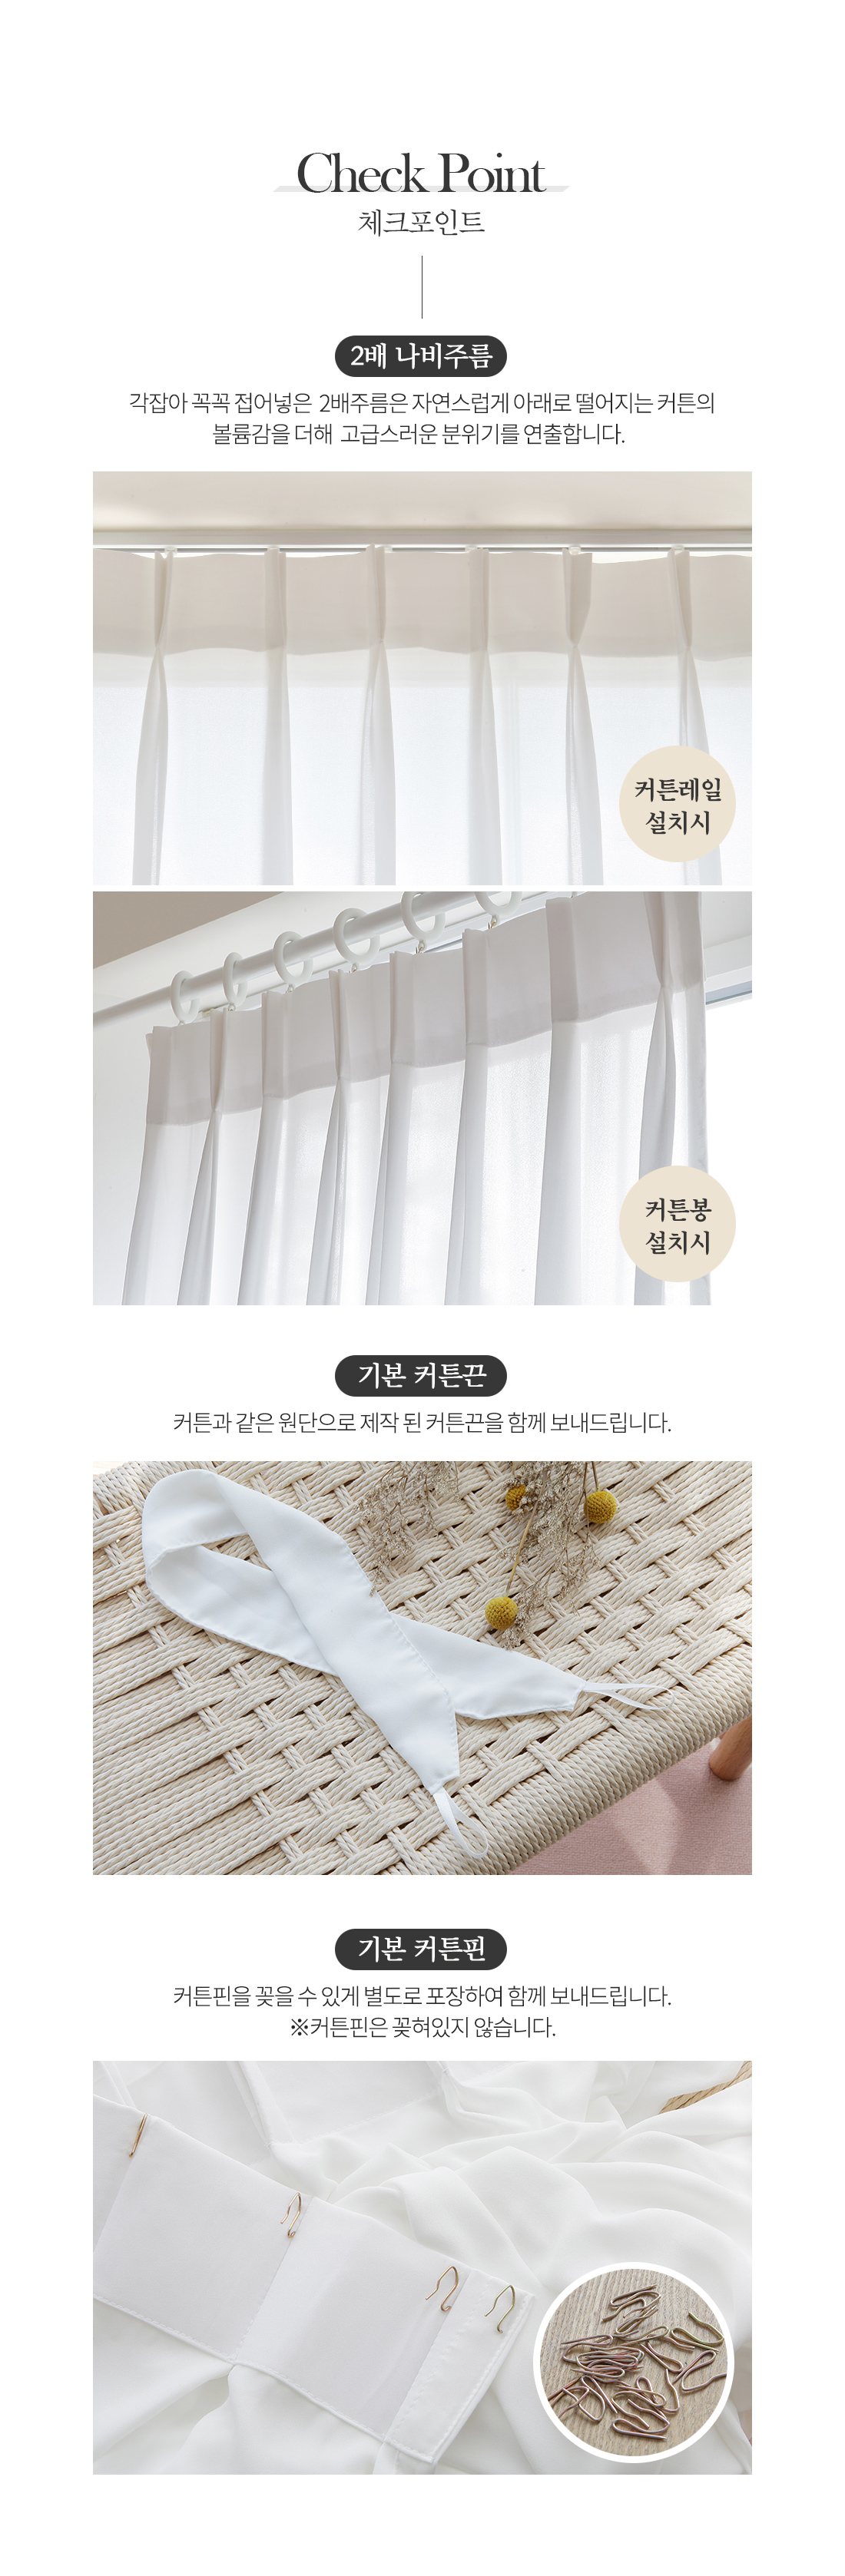 Check Point
체크포인트
2배 나비주름
각잡아 꼭꼭 접어넣은 2배주름은 자연스럽게 아래로 떨어지는 커튼의
볼륨감을 더해 고급스러운 분위기를 연출합니다.
커튼레일
설치시
커튼봉
설치시
기본 커튼끈
커튼과 같은 원단으로 제작 된 커튼끈을 함께 보내드립니다.
기본 커튼핀
커튼핀을 꽂을 수 있게 별도로 포장하여 함께 보내드립니다.
※커튼핀은 꽂혀있지 않습니다.